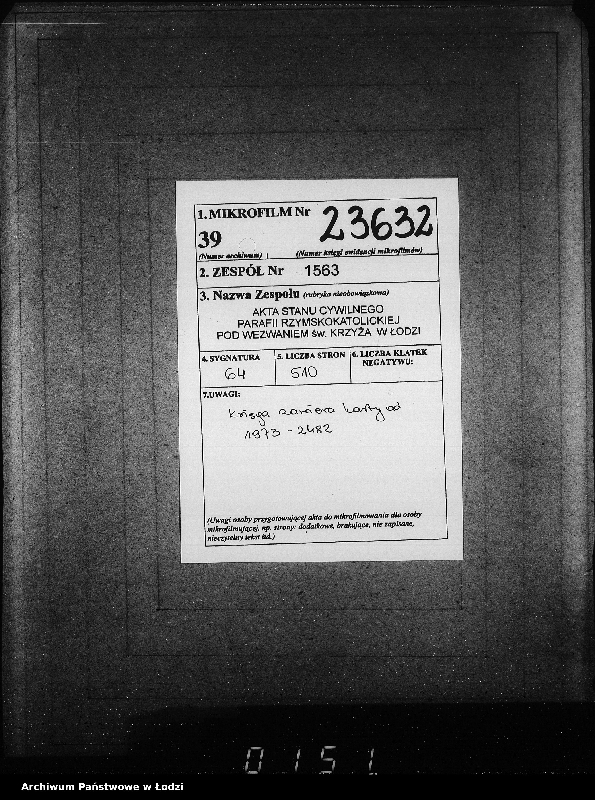 1. MIKROFILM Nr 23632
39
(Numer archiwum) (Numer księgi ewidencji mikrofilmów)
2. ZESPÓŁ Nr 1563
3. Nazwa Zespołu (rubryka nieobowiązkowa)
AKTA STANU CYWILNEGO
PARAFII RZYMSKOKATOLICKIEJ
POD WEZWANIEM św. KRZYŻA W ŁODZI
4. SYGNATURA 5. LICZBA STRON 6. LICZBA KLATEK
NEGATYWU:
64 510
7.UWAGI:
Księga zawiera karty od
1973 - 2482
(Uwagi osoby przygotowującej akta do mikrofilmowania dla osoby
mikrofilmującej, np. strony: dodatkowe, brakujące, nie zapisane,
nieczytelny tekst itd.)
0151
Archiwum Państwowe w Łodzi